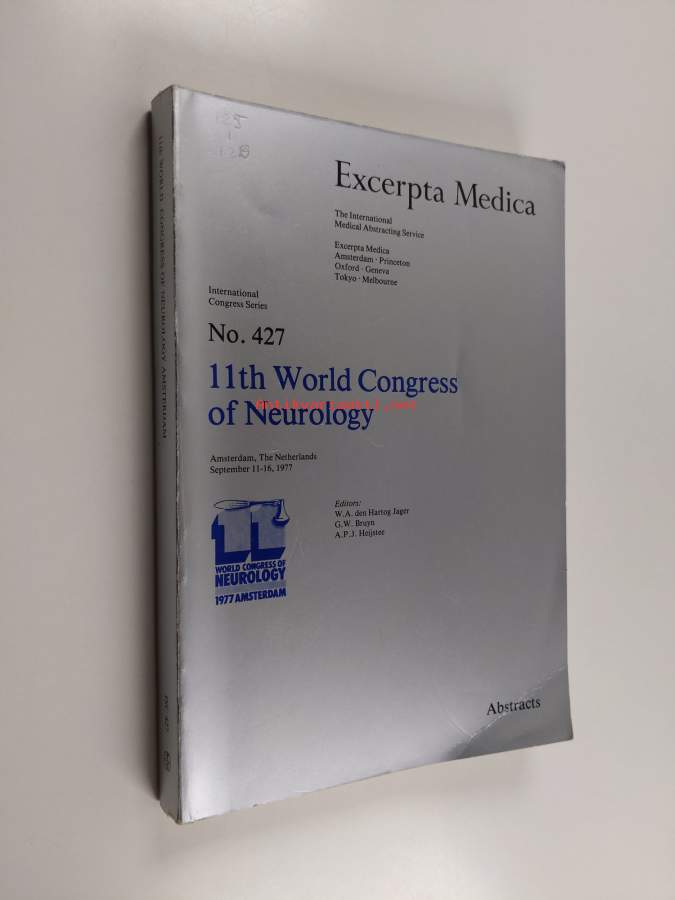 Excerpta Medica
The International
Medical Abstracting Service
Excerpta Medica
Amsterdam · Princeton
Oxford · Geneva
Tokyo · Melbourne
International
Congress Series
No. 427
11th World Congress
of Neurology
Amsterdam, The Netherlands
September 11-16, 1977
Editors:
W.A. den Hartog Jager
G.W. Bruyn
A.P.J. Heijstee
11
WORLD CONGRESS OF
NEUROLOGY
1977 AMSTERDAM
Abstracts
11th WORLD CONGRESS OF NEUROLOGY AMSTERDAM